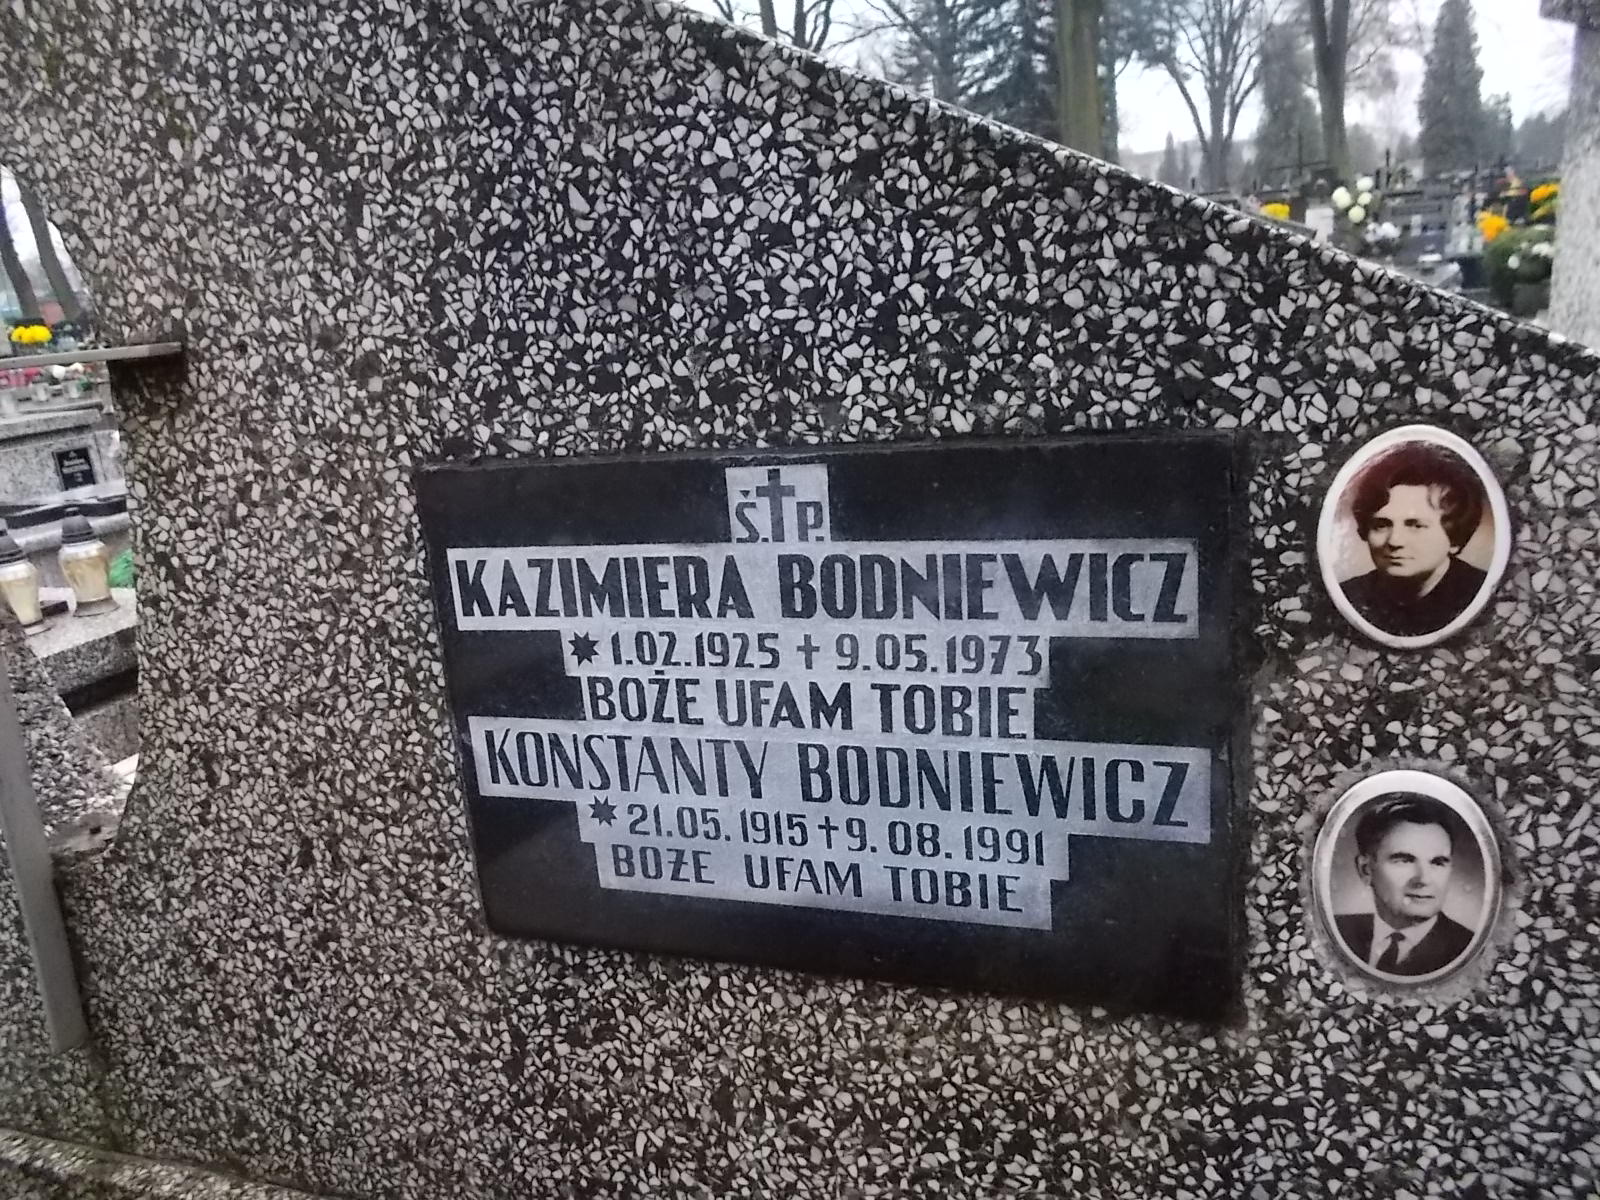 Ś.✝P.
KAZIMIERA BODNIEWICZ
✷ 1.02.1925 ✝ 9.05.1973
BOŻE UFAM TOBIE
KONSTANTY BODNIEWICZ
✷ 21.05.1915 ✝ 9.08.1991
BOŻE UFAM TOBIE